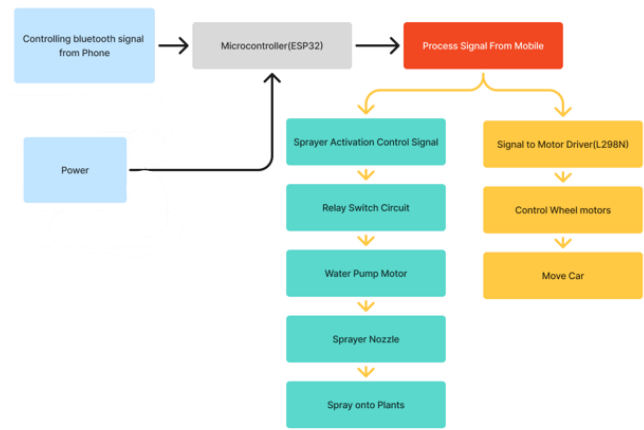 Controlling bluetooth signal
from Phone
Microcontroller(ESP32)
Process Signal From Mobile
Power
Sprayer Activation Control Signal
Signal to Motor Driver(L298N)
Relay Switch Circuit
Control Wheel motors
Water Pump Motor
Move Car
Sprayer Nozzle
Spray onto Plants